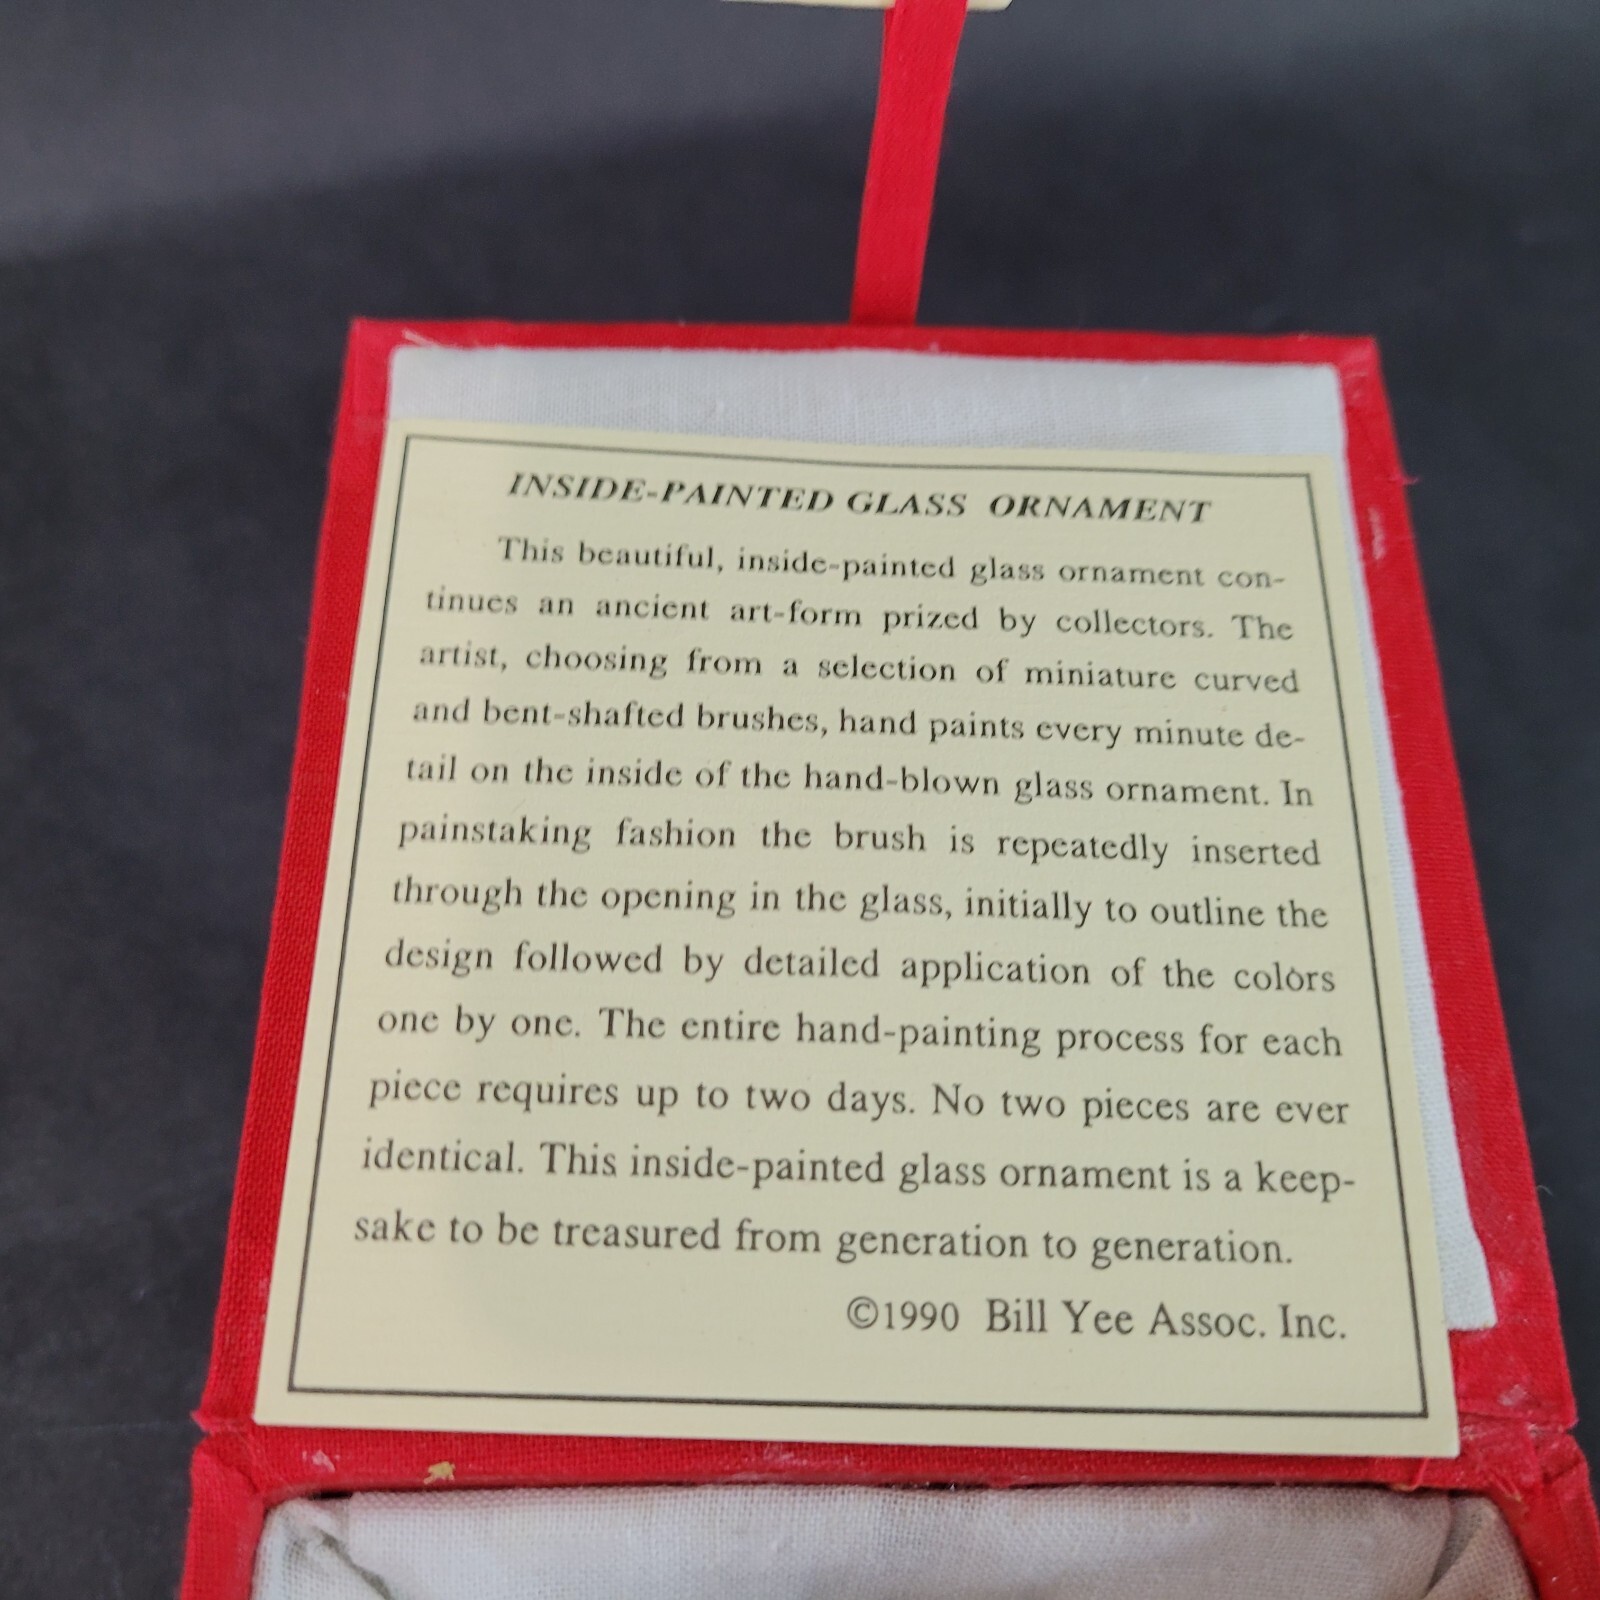 INSIDE-PAINTED GLASS ORNAMENT
This beautiful, inside-painted glass ornament con-
tinues an ancient art-form prized by collectors. The
artist, choosing from a selection of miniature curved
and bent-shafted brushes, hand paints every minute de-
tail on the inside of the hand-blown glass ornament. In
painstaking fashion the brush is repeatedly inserted
through the opening in the glass, initially to outline the
design followed by detailed application of the colors
one by one. The entire hand-painting process for each
piece requires up to two days. No two pieces are ever
identical. This inside-painted glass ornament is a keep-
sake to be treasured from generation to generation.
©1990 Bill Yee Assoc. Inc.